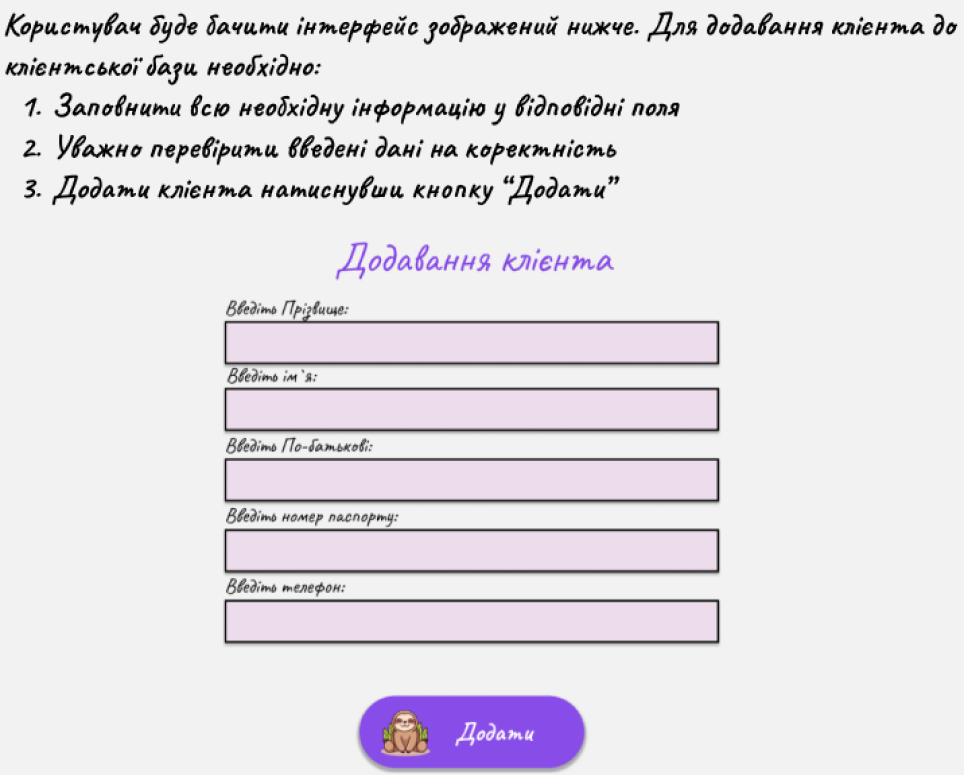 Користувач буде бачити інтерфейс зображений нижче. Для додавання клієнта до
клієнтської бази необхідно:
1. Заповнити всю необхідну інформацію у відповідні поля
2. Уважно перевірити введені дані на коректність
3. Додати клієнта натиснувши кнопку “Додати”
Додавання клієнта
Введіть Прізвище:
Введіть ім`я:
Введіть По-батькові:
Введіть номер паспорту:
Введіть телефон:
Додати